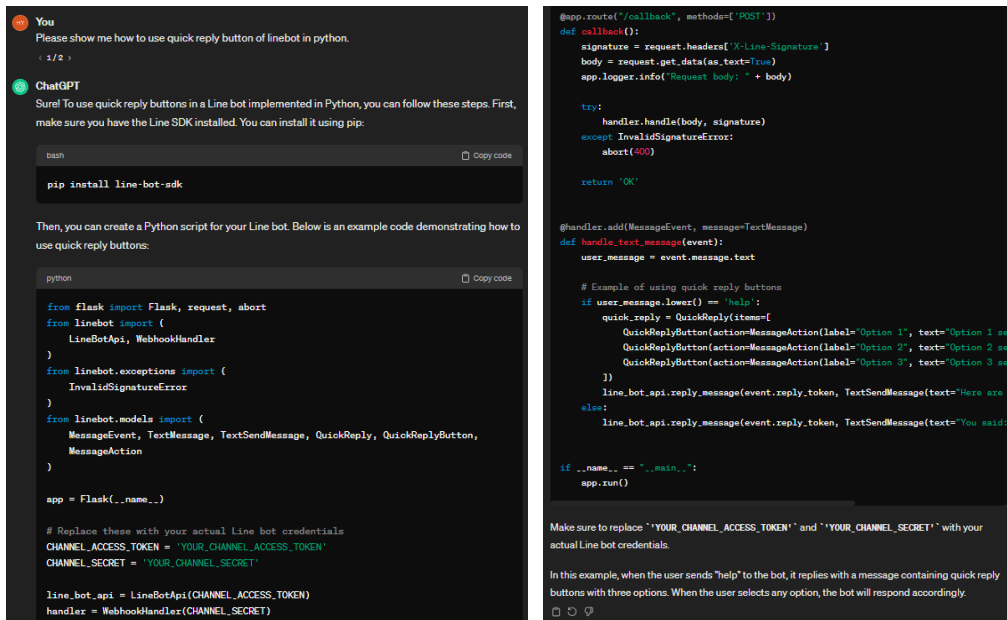 HY You
Please show me how to use quick reply button of linebot in python.
‹ 1/2 ›
ChatGPT
Sure! To use quick reply buttons in a Line bot implemented in Python, you can follow these steps. First,
make sure you have the Line SDK installed. You can install it using pip:
bash Copy code
pip install line-bot-sdk
Then, you can create a Python script for your Line bot. Below is an example code demonstrating how to
use quick reply buttons:
python Copy code
from flask import Flask, request, abort
from linebot import (
    LineBotApi, WebhookHandler
)
from linebot.exceptions import (
    InvalidSignatureError
)
from linebot.models import (
    MessageEvent, TextMessage, TextSendMessage, QuickReply, QuickReplyButton,
    MessageAction
)
app = Flask(__name__)
# Replace these with your actual Line bot credentials
CHANNEL_ACCESS_TOKEN = 'YOUR_CHANNEL_ACCESS_TOKEN'
CHANNEL_SECRET = 'YOUR_CHANNEL_SECRET'
line_bot_api = LineBotApi(CHANNEL_ACCESS_TOKEN)
handler = WebhookHandler(CHANNEL_SECRET)
@app.route("/callback", methods=['POST'])
def callback():
    signature = request.headers['X-Line-Signature']
    body = request.get_data(as_text=True)
    app.logger.info("Request body: " + body)
    try:
        handler.handle(body, signature)
    except InvalidSignatureError:
        abort(400)
    return 'OK'
@handler.add(MessageEvent, message=TextMessage)
def handle_text_message(event):
    user_message = event.message.text
    # Example of using quick reply buttons
    if user_message.lower() == 'help':
        quick_reply = QuickReply(items=[
            QuickReplyButton(action=MessageAction(label="Option 1", text="Option 1 se
            QuickReplyButton(action=MessageAction(label="Option 2", text="Option 2 se
            QuickReplyButton(action=MessageAction(label="Option 3", text="Option 3 se
        ])
        line_bot_api.reply_message(event.reply_token, TextSendMessage(text="Here are
    else:
        line_bot_api.reply_message(event.reply_token, TextSendMessage(text="You said:
if __name__ == "__main__":
    app.run()
Make sure to replace `'YOUR_CHANNEL_ACCESS_TOKEN'` and `'YOUR_CHANNEL_SECRET'` with your
actual Line bot credentials.
In this example, when the user sends "help" to the bot, it replies with a message containing quick reply
buttons with three options. When the user selects any option, the bot will respond accordingly.